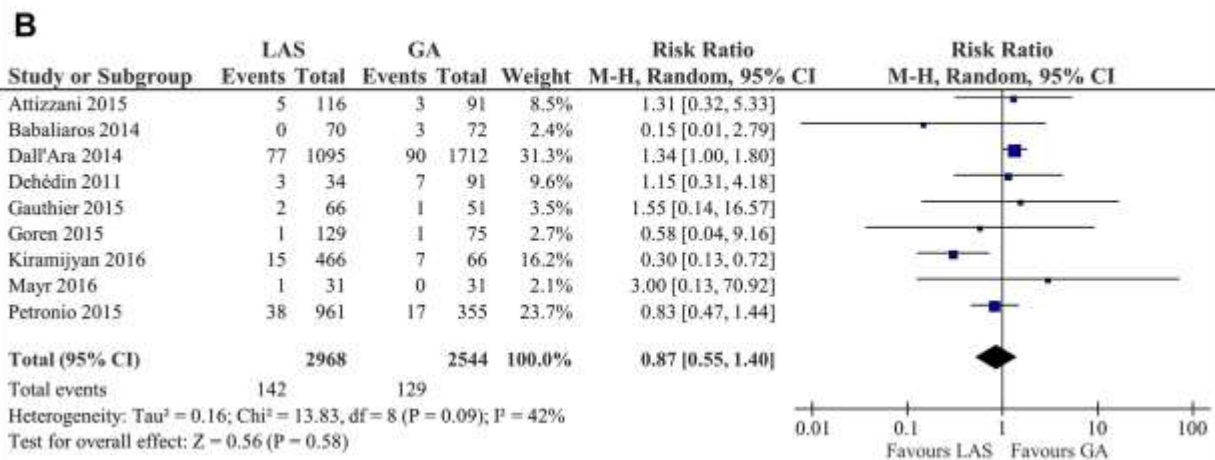 B
LAS GA Risk Ratio Risk Ratio
Study or Subgroup Events Total Events Total Weight M-H, Random, 95% CI M-H, Random, 95% CI
Attizzani 2015 5 116 3 91 8.5% 1.31 [0.32, 5.33]
Babaliaros 2014 0 70 3 72 2.4% 0.15 [0.01, 2.79]
Dall'Ara 2014 77 1095 90 1712 31.3% 1.34 [1.00, 1.80]
Dehédin 2011 3 34 7 91 9.6% 1.15 [0.31, 4.18]
Gauthier 2015 2 66 1 51 3.5% 1.55 [0.14, 16.57]
Goren 2015 1 129 1 75 2.7% 0.58 [0.04, 9.16]
Kiramijyan 2016 15 466 7 66 16.2% 0.30 [0.13, 0.72]
Mayr 2016 1 31 0 31 2.1% 3.00 [0.13, 70.92]
Petronio 2015 38 961 17 355 23.7% 0.83 [0.47, 1.44]
Total (95% CI) 2968 2544 100.0% 0.87 [0.55, 1.40]
Total events 142 129
Heterogeneity: Tau² = 0.16; Chi² = 13.83, df = 8 (P = 0.09); I² = 42%
Test for overall effect: Z = 0.56 (P = 0.58)
0.01 0.1 1 10 100
Favours LAS Favours GA